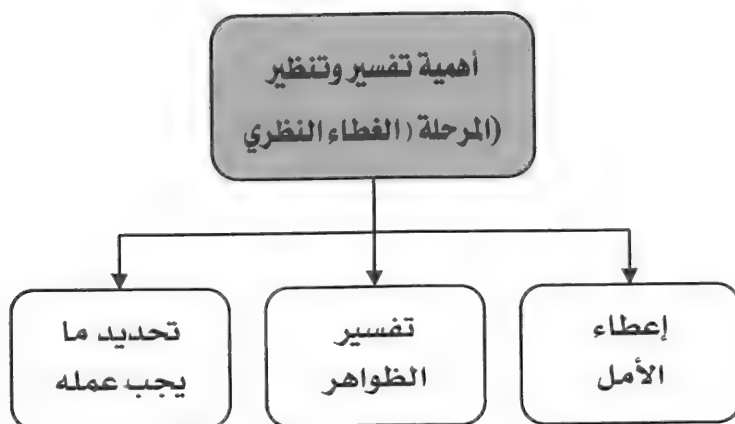 أهمية تفسير وتنظير
(المرحلة ( الغطاء النظري
إعطاء
الأمل
تفسير
الظواهر
تحديد ما
يجب عمله